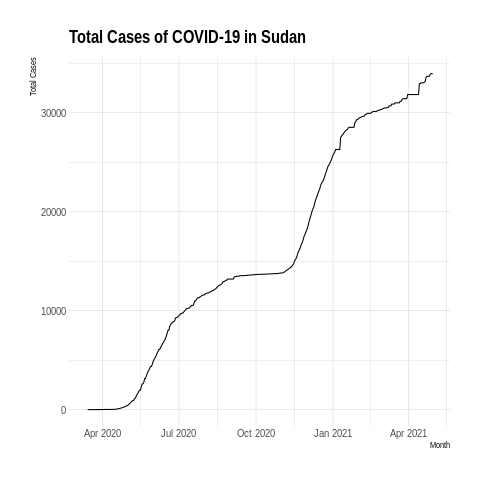 Total Cases of COVID-19 in Sudan
Total Cases
30000
20000
10000
0
Apr 2020
Jul 2020
Oct 2020
Jan 2021
Apr 2021
Month